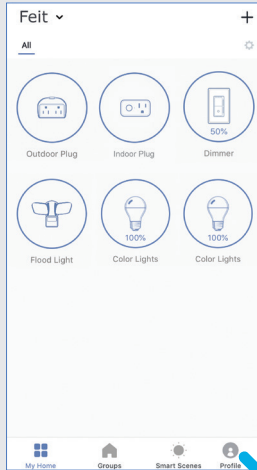 Feit
All
50%
Outdoor Plug Indoor Plug Dimmer
100% 100%
Flood Light Color Lights Color Lights
My Home Groups Smart Scenes Profile